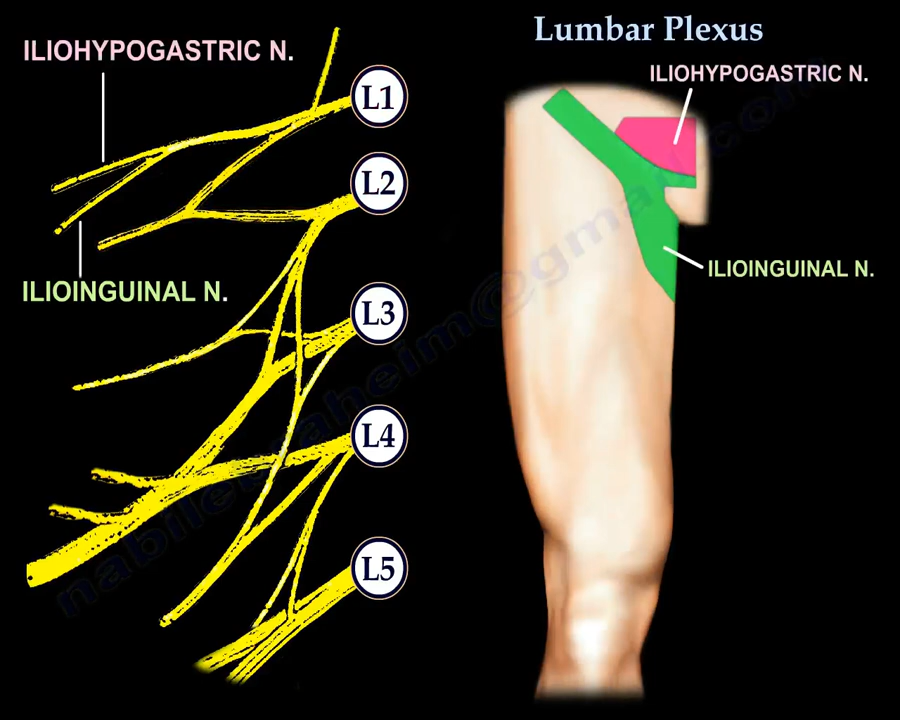 Lumbar Plexus
ILIOHYPOGASTRIC N.
L1
L2
ILIOINGUINAL N.
L3
L4
L5
ILIOHYPOGASTRIC N.
ILIOINGUINAL N.